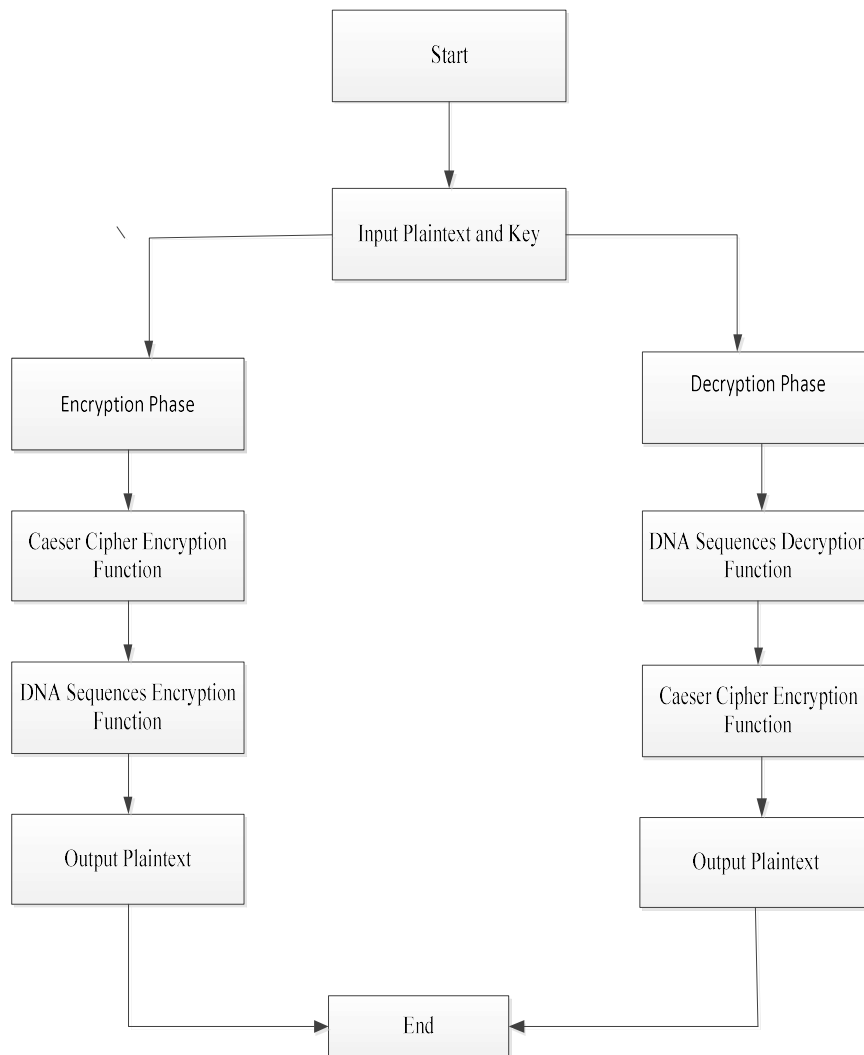 Start
Input Plaintext and Key
Encryption Phase
Caeser Cipher Encryption
Function
DNA Sequences Encryption
Function
Output Plaintext
Decryption Phase
DNA Sequences Decryption
Function
Caeser Cipher Encryption
Function
Output Plaintext
End